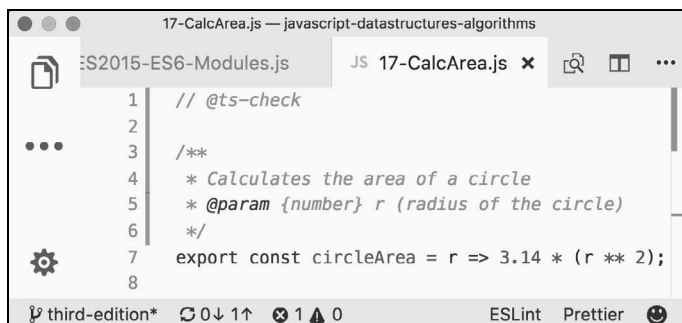 17-CalcArea.js — javascript-datastructures-algorithms
ES2015-ES6-Modules.js JS 17-CalcArea.js ×
1 // @ts-check
2
3 /**
4 * Calculates the area of a circle
5 * @param {number} r (radius of the circle)
6 */
7 export const circleArea = r => 3.14 * (r ** 2);
8
third-edition* 0↓ 1↑ 1 0 ESLint Prettier